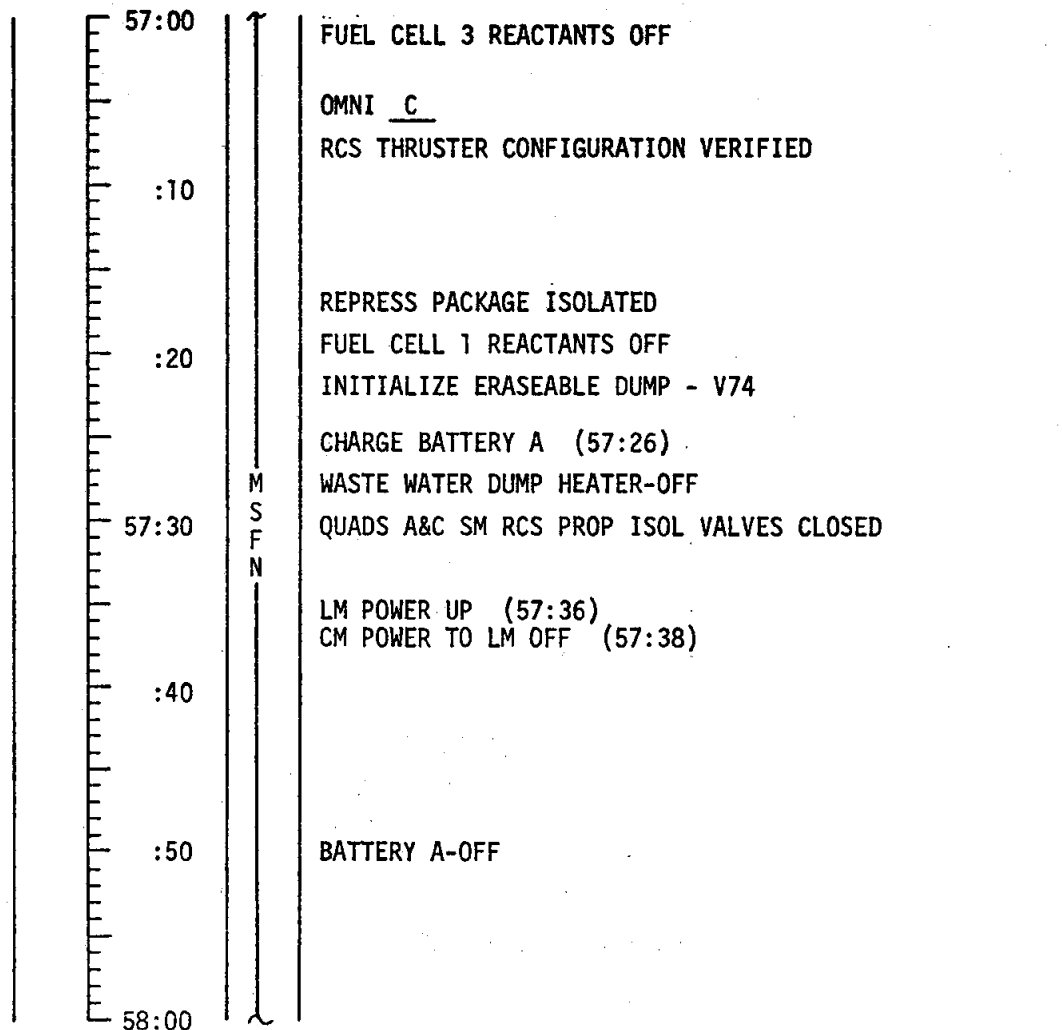 57:00 FUEL CELL 3 REACTANTS OFF
OMNI C
RCS THRUSTER CONFIGURATION VERIFIED
:10
REPRESS PACKAGE ISOLATED
:20 FUEL CELL 1 REACTANTS OFF
INITIALIZE ERASEABLE DUMP - V74
CHARGE BATTERY A (57:26)
WASTE WATER DUMP HEATER-OFF
57:30 QUADS A&C SM RCS PROP ISOL VALVES CLOSED
MSFN
LM POWER UP (57:36)
CM POWER TO LM OFF (57:38)
:40
:50 BATTERY A-OFF
58:00